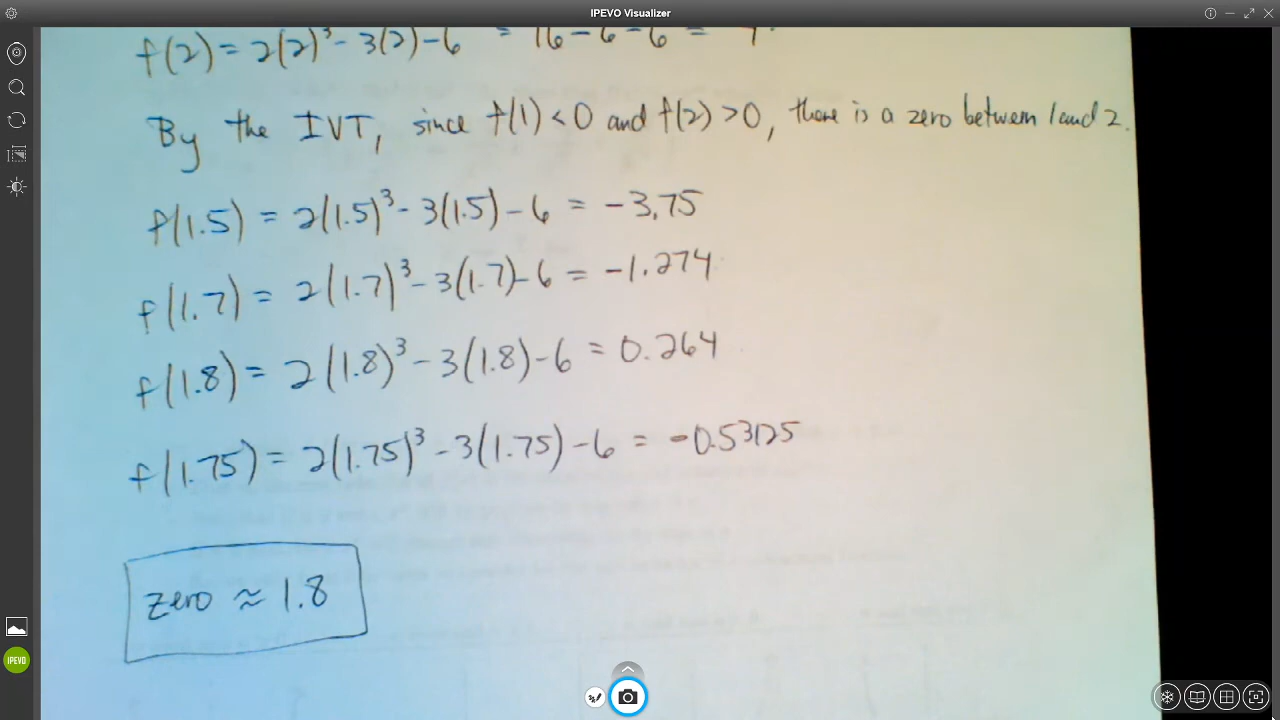 IPEVO Visualizer
f(2) = 2(2)³ - 3(2) - 6 = 16 - 6 - 6 = 4.
By the IVT, since f(1) < 0 and f(2) > 0, there is a zero between 1 and 2.
f(1.5) = 2(1.5)³ - 3(1.5) - 6 = -3.75
f(1.7) = 2(1.7)³ - 3(1.7) - 6 = -1.274
f(1.8) = 2(1.8)³ - 3(1.8) - 6 = 0.264
f(1.75) = 2(1.75)³ - 3(1.75) - 6 = -0.53125
zero ≈ 1.8
IPEVO